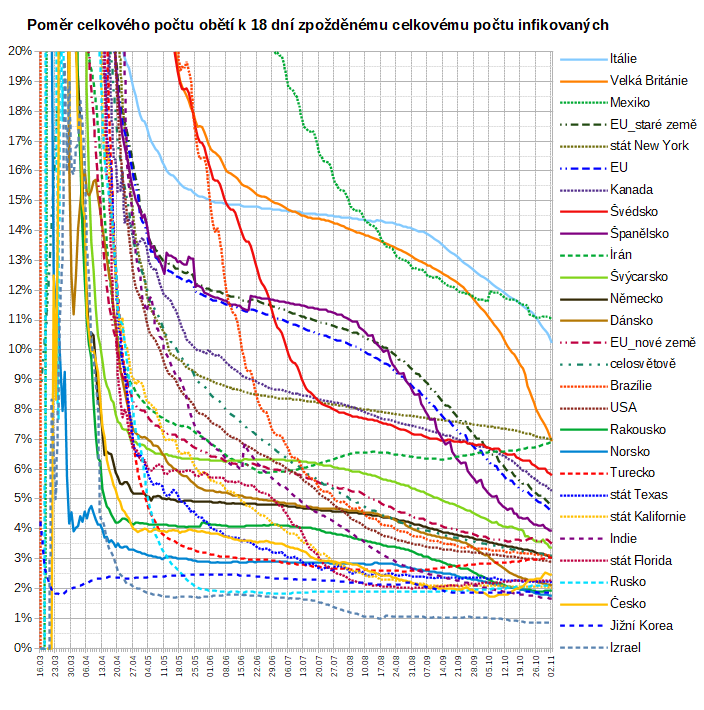 Poměr celkového počtu obětí k 18 dní zpožděnému celkovému počtu infikovaných
20%
19%
18%
17%
16%
15%
14%
13%
12%
11%
10%
9%
8%
7%
6%
5%
4%
3%
2%
1%
0%
16.03
23.03
30.03
06.04
13.04
20.04
27.04
04.05
11.05
18.05
25.05
01.06
08.06
15.06
22.06
29.06
06.07
13.07
20.07
27.07
03.08
10.08
17.08
24.08
31.08
07.09
14.09
21.09
28.09
05.10
12.10
19.10
26.10
02.11
Itálie
Velká Británie
Mexiko
EU_staré země
stát New York
EU
Kanada
Švédsko
Španělsko
Írán
Švýcarsko
Německo
Dánsko
EU_nové země
celosvětově
Brazílie
USA
Rakousko
Norsko
Turecko
stát Texas
stát Kalifornie
Indie
stát Florida
Rusko
Česko
Jižní Korea
Izrael